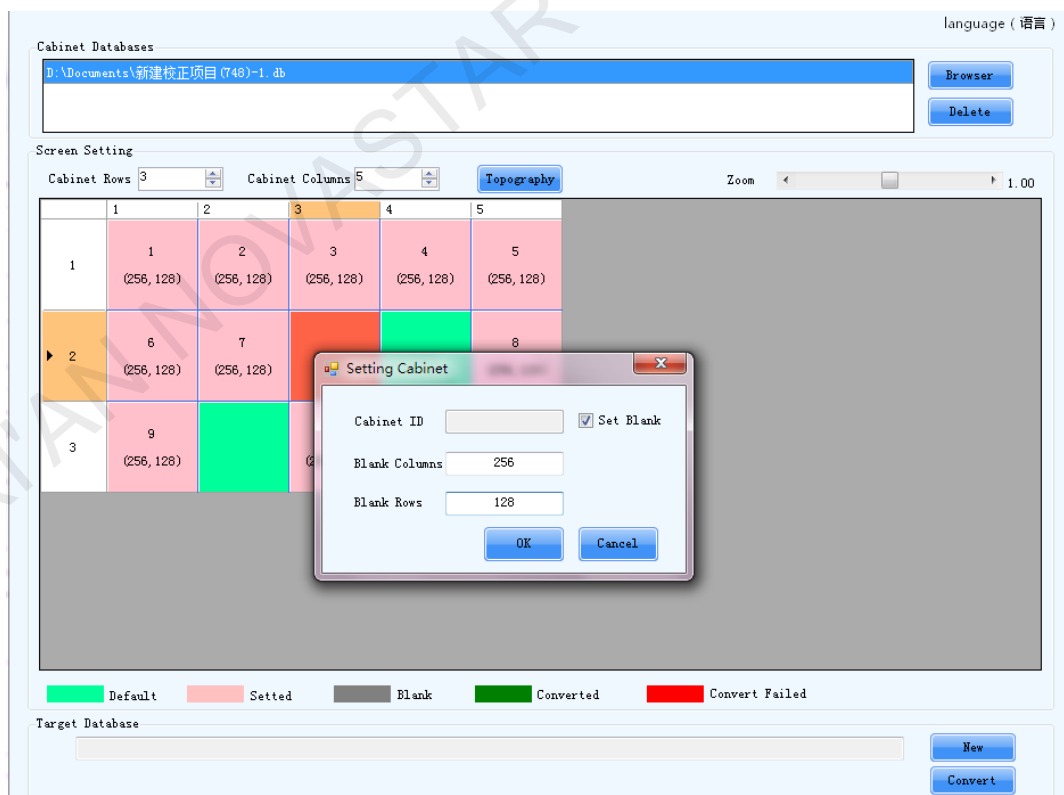 language ( 语言 )
Cabinet Databases
D:\Documents\新建校正项目(748)-1.db
Browser
Delete
Screen Setting
Cabinet Rows 3 Cabinet Columns 5 Topography Zoom 1.00
1 2 3 4 5
1 1 2 3 4 5
(256, 128) (256, 128) (256, 128) (256, 128) (256, 128)
2 6 7 8
(256, 128) (256, 128)
Setting Cabinet
Cabinet ID Set Blank
Blank Columns 256
Blank Rows 128
OK Cancel
3 9
(256, 128)
Default Setted Blank Converted Convert Failed
Target Database
New
Convert
XI'AN NOVASTAR